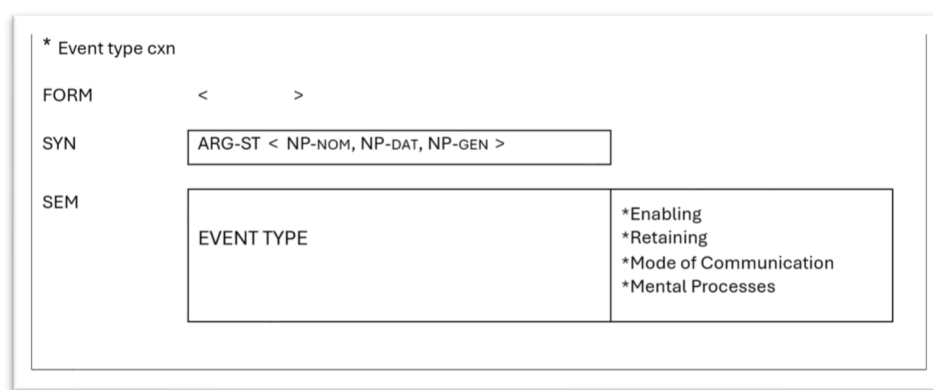 * Event type cxn
FORM < >
SYN ARG-ST < NP-NOM, NP-DAT, NP-GEN >
SEM EVENT TYPE
*Enabling
*Retaining
*Mode of Communication
*Mental Processes